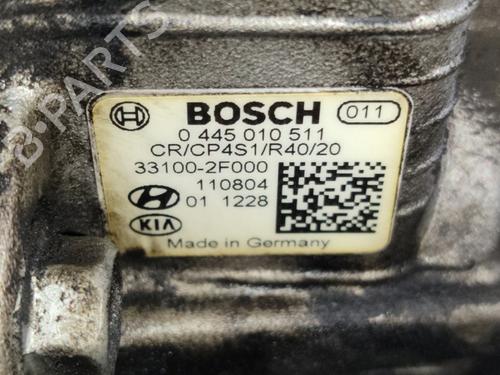 BOSCH 011
0 445 010 511
CR/CP4S1/R40/20
33100-2F000
110804
01 1228
KIA
Made in Germany
B-PARTS